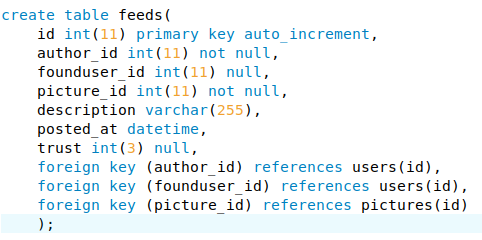 create table feeds(
    id int(11) primary key auto_increment,
    author_id int(11) not null,
    founduser_id int(11) null,
    picture_id int(11) not null,
    description varchar(255),
    posted_at datetime,
    trust int(3) null,
    foreign key (author_id) references users(id),
    foreign key (founduser_id) references users(id),
    foreign key (picture_id) references pictures(id)
    );